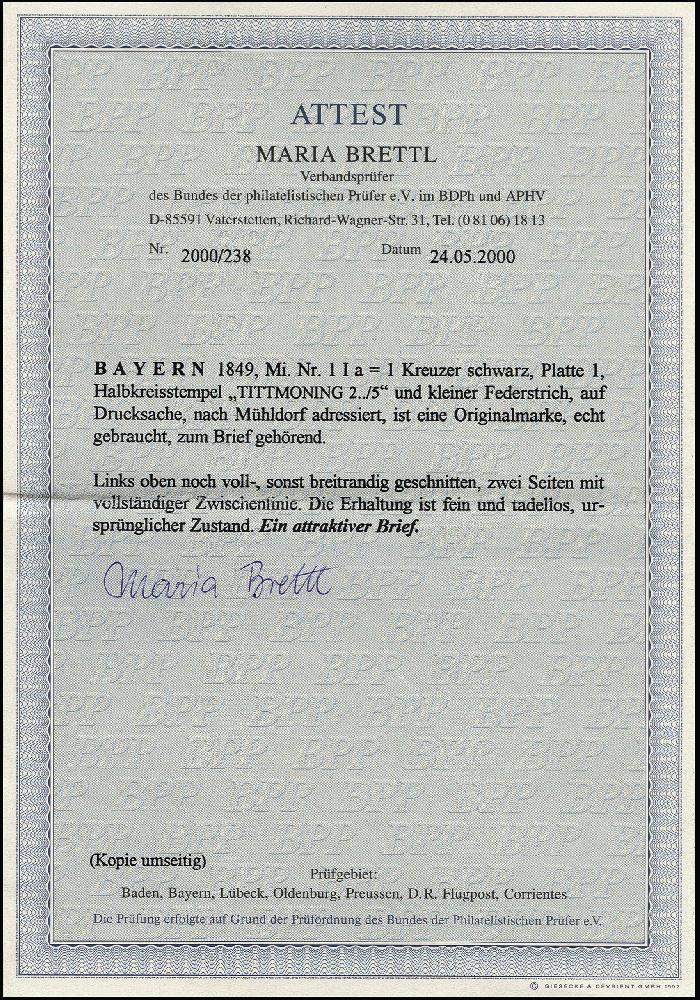 ATTEST
MARIA BRETTL
Verbandsprüfer
des Bundes der philatelistischen Prüfer e.V. im BDPh und APHV
D-85591 Vaterstetten, Richard-Wagner-Str. 31, Tel. (0 81 06) 18 13
Nr. 2000/238 Datum 24.05.2000
BAYERN 1849, Mi. Nr. 1 I a = 1 Kreuzer schwarz, Platte 1,
Halbkreisstempel „TITTMONING 2../5“ und kleiner Federstrich, auf
Drucksache, nach Mühldorf adressiert, ist eine Originalmarke, echt
gebraucht, zum Brief gehörend.
Links oben noch voll-, sonst breitrandig geschnitten, zwei Seiten mit
vollständiger Zwischenlinie. Die Erhaltung ist fein und tadellos, ur-
sprünglicher Zustand. Ein attraktiver Brief.
Maria Brettl
(Kopie umseitig)
Prüfgebiet:
Baden, Bayern, Lübeck, Oldenburg, Preussen, D.R. Flugpost, Corrientes
Die Prüfung erfolgte auf Grund der Prüfordnung des Bundes der Philatelistischen Prüfer e.V.
© GIESECKE & DEVRIENT GMBH 1997